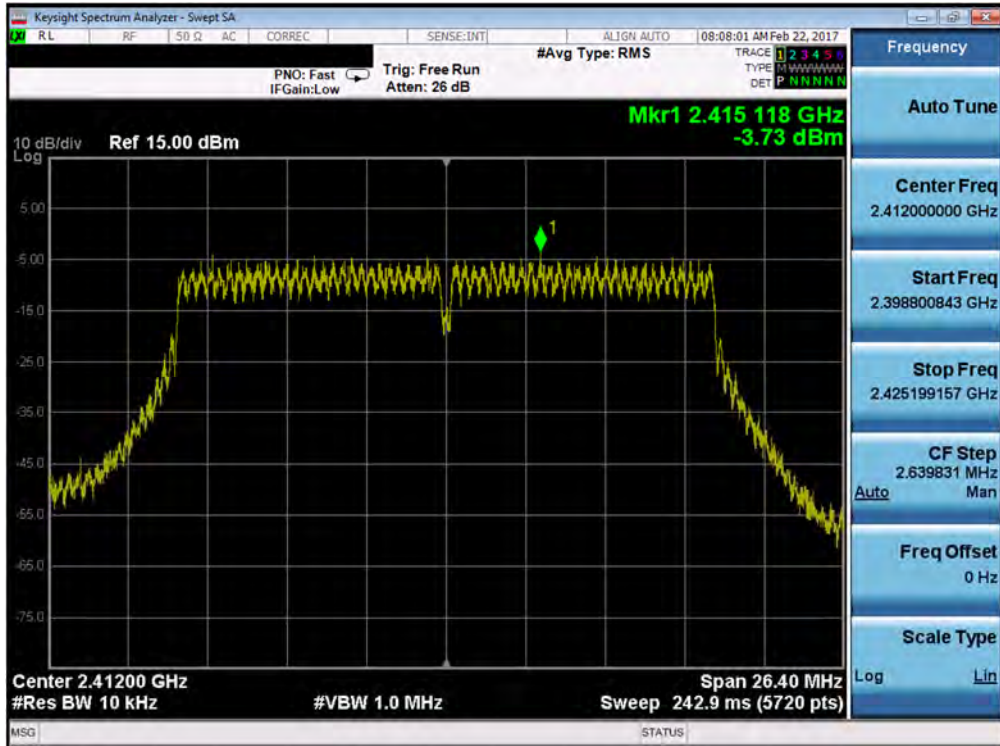 Keysight Spectrum Analyzer - Swept SA
RL RF 50 Ω AC CORREC SENSE:INT ALIGN AUTO 08:08:01 AM Feb 22, 2017
#Avg Type: RMS
TRACE 1 2 3 4 5 6
PNO: Fast Trig: Free Run
TYPE M W W W W W
IFGain:Low Atten: 26 dB
DET P N N N N N
Mkr1 2.415 118 GHz
-3.73 dBm
10 dB/div Ref 15.00 dBm
Log
1
5.00
-5.00
-15.0
-25.0
-35.0
-45.0
-55.0
-65.0
-75.0
Center 2.41200 GHz Span 26.40 MHz
#Res BW 10 kHz #VBW 1.0 MHz Sweep 242.9 ms (5720 pts)
MSG STATUS
Frequency
Auto Tune
Center Freq
2.412000000 GHz
Start Freq
2.398800843 GHz
Stop Freq
2.425199157 GHz
CF Step
2.639831 MHz
Auto Man
Freq Offset
0 Hz
Scale Type
Log Lin